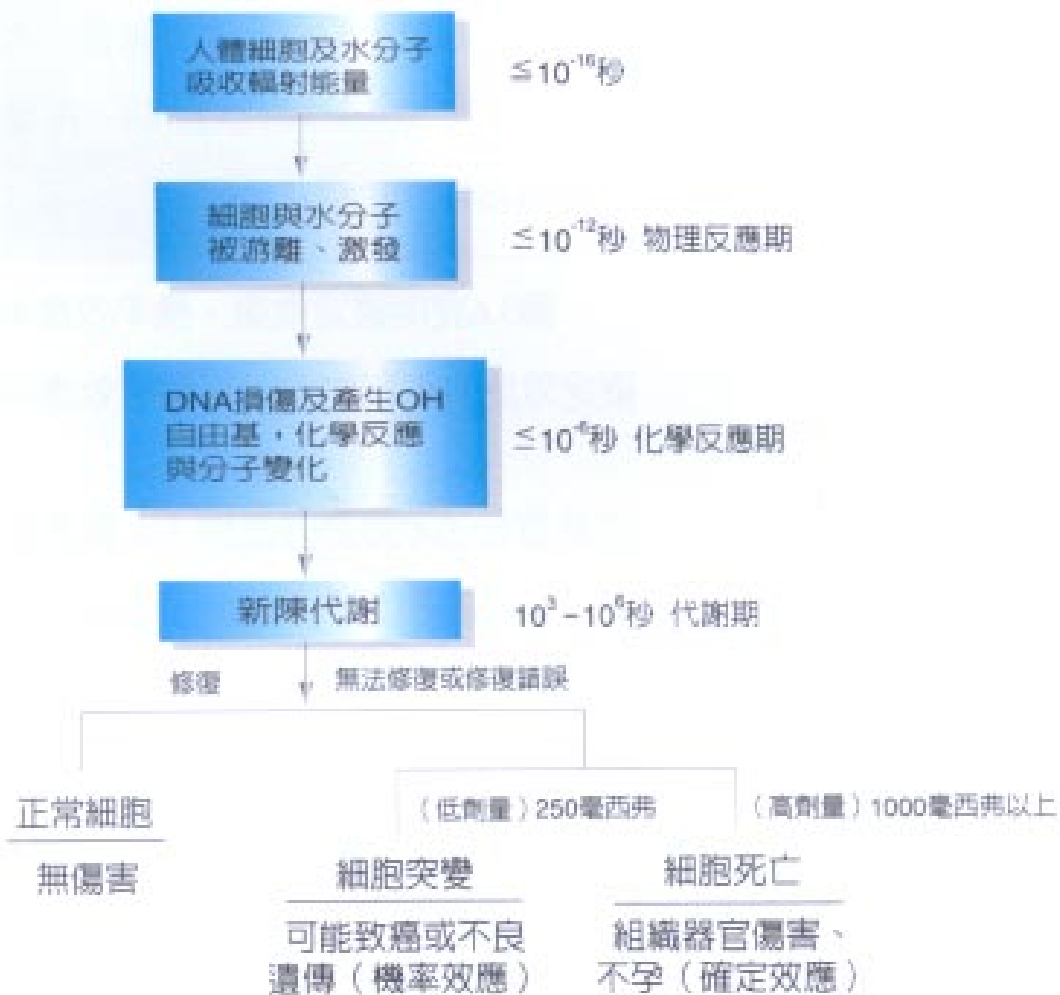 人體細胞及水分子
吸收輻射能量
≦10⁻¹⁶秒
細胞與水分子
被游離、激發
≦10⁻¹²秒 物理反應期
DNA損傷及產生OH
自由基,化學反應
與分子變化
≦10⁻⁶秒 化學反應期
新陳代謝
10³－10⁶秒 代謝期
修復
無法修復或修復錯誤
正常細胞
無傷害
(低劑量)250毫西弗
細胞突變
可能致癌或不良
遺傳(機率效應)
(高劑量)1000毫西弗以上
細胞死亡
組織器官傷害、
不孕(確定效應)